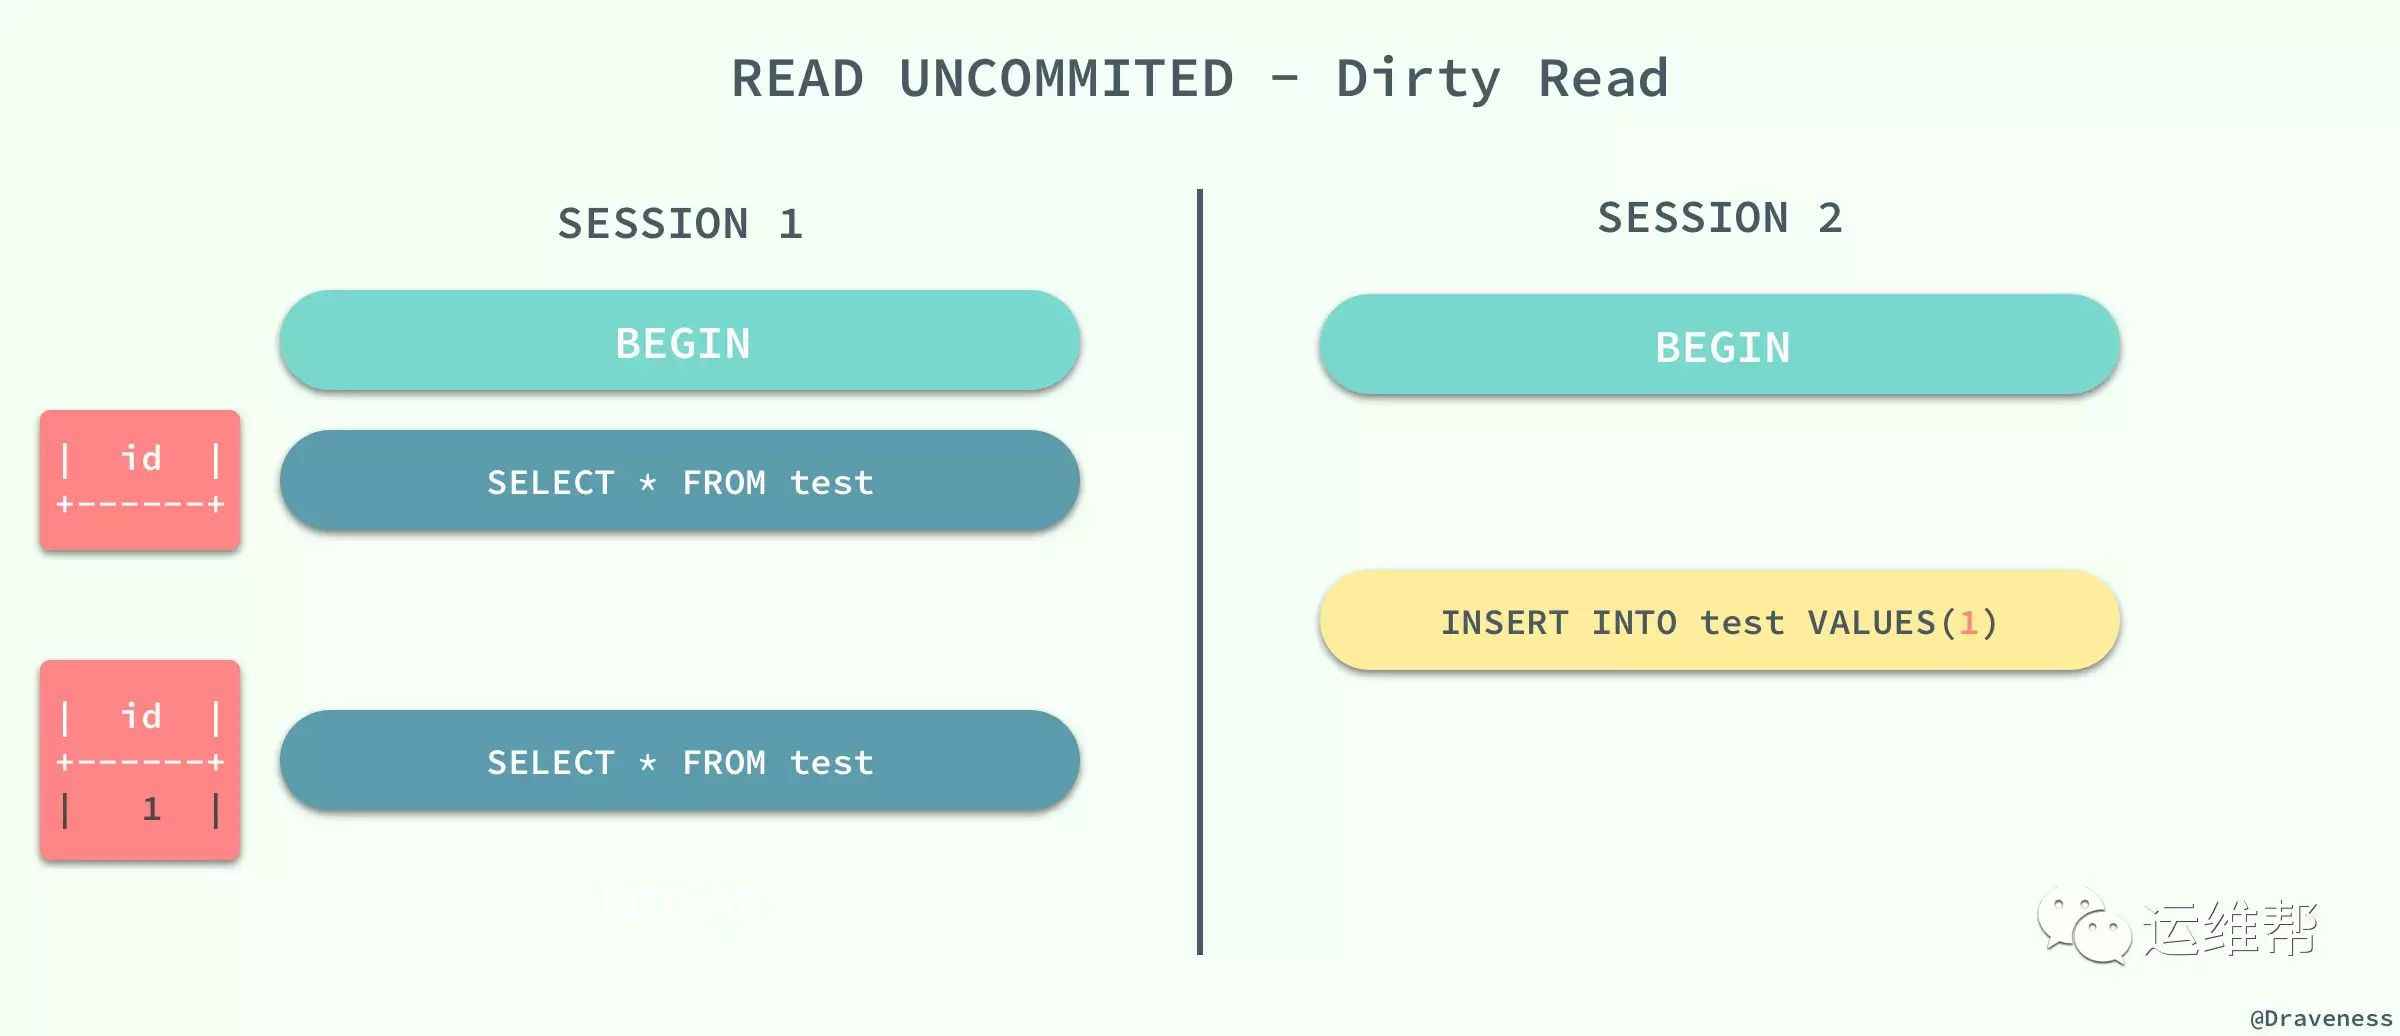 READ UNCOMMITED - Dirty Read
SESSION 1
BEGIN
| id |
+------+
SELECT * FROM test
| id |
+------+
| 1 |
SELECT * FROM test
SESSION 2
BEGIN
INSERT INTO test VALUES(1)
运维帮
@Draveness